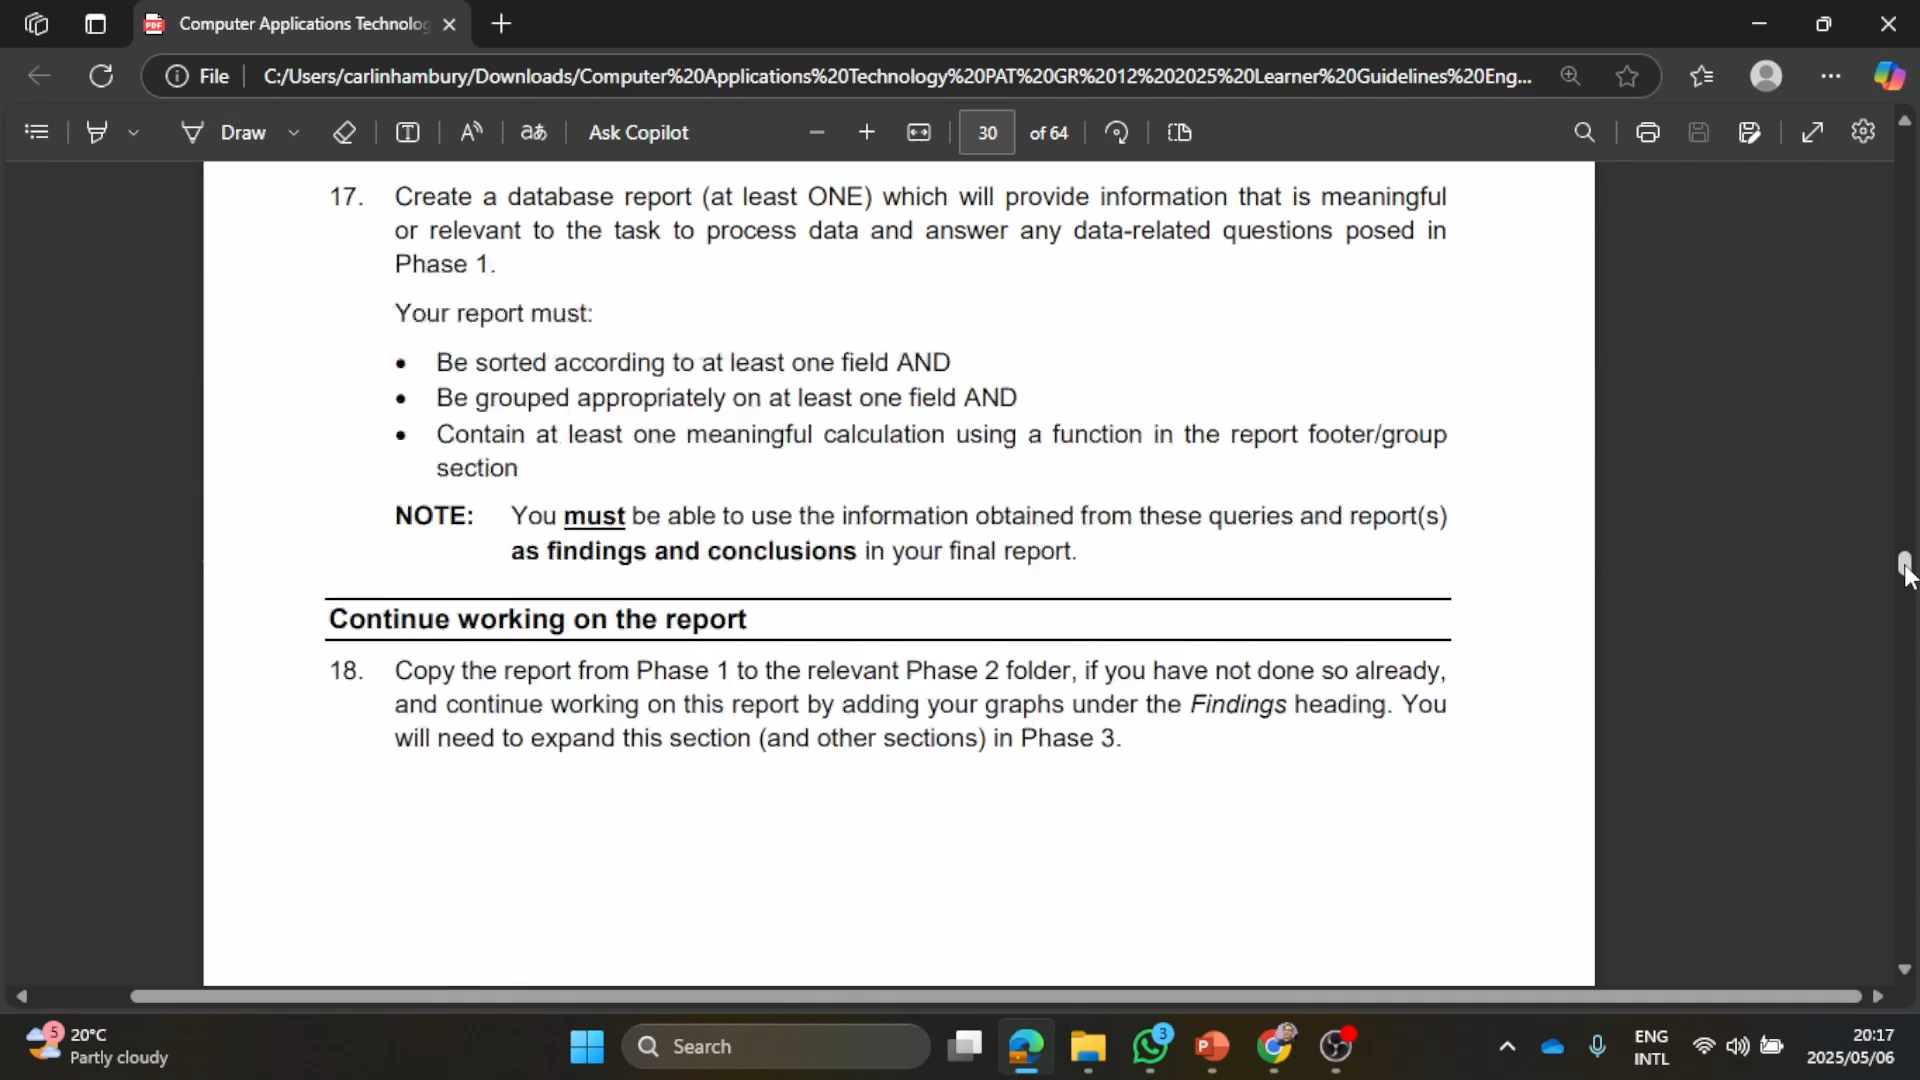 Computer Applications Technolog
File
C:/Users/carlinhambury/Downloads/Computer%20Applications%20Technology%20PAT%20GR%2012%202025%20Learner%20Guidelines%20Eng...
Draw
aあ
Ask Copilot
30 of 64
17. Create a database report (at least ONE) which will provide information that is meaningful
or relevant to the task to process data and answer any data-related questions posed in
Phase 1.
Your report must:
• Be sorted according to at least one field AND
• Be grouped appropriately on at least one field AND
• Contain at least one meaningful calculation using a function in the report footer/group
section
NOTE: You must be able to use the information obtained from these queries and report(s)
as findings and conclusions in your final report.
Continue working on the report
18. Copy the report from Phase 1 to the relevant Phase 2 folder, if you have not done so already,
and continue working on this report by adding your graphs under the Findings heading. You
will need to expand this section (and other sections) in Phase 3.
5
20°C
Partly cloudy
Search
3
ENG
INTL
20:17
2025/05/06